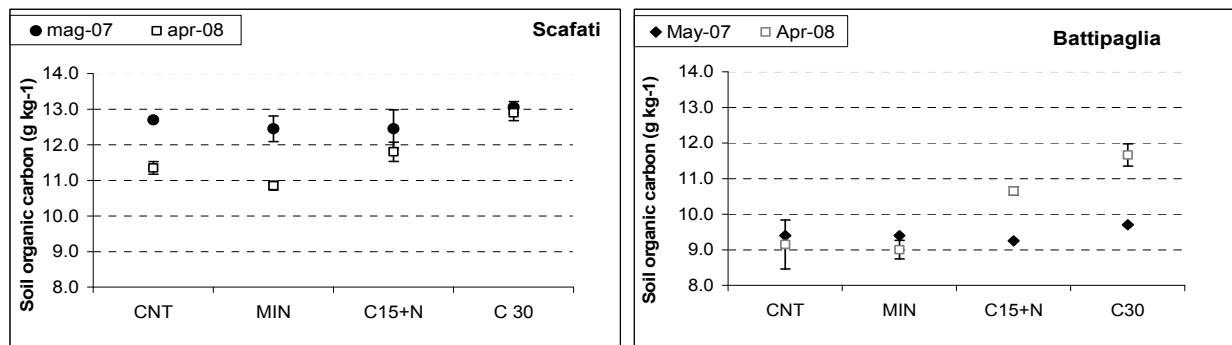 mag-07 apr-08
Scafati
Soil organic carbon (g kg-1)
14.0
13.0
12.0
11.0
10.0
9.0
8.0
CNT MIN C15+N C 30
May-07 Apr-08
Battipaglia
Soil organic carbon (g kg-1)
14.0
13.0
12.0
11.0
10.0
9.0
8.0
CNT MIN C15+N C30